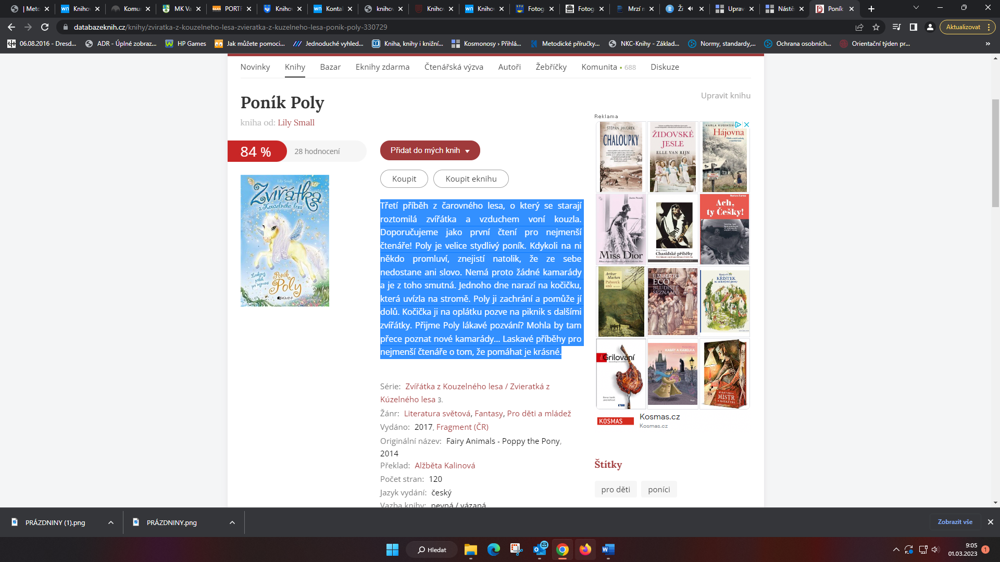 | Meto
Knihov
Komu
MK Va
PORTF
Knihov
Konta
knihov
Knihov
Knihov
Fotog
Fotog
Mrzí n
Ži
Uprav
Nástě
Poník
databazeknih.cz/knihy/zviratka-z-kouzelneho-lesa-zvieratka-z-kuzelneho-lesa-ponik-poly-330729
Aktualizovat
06.08.2016 - Dresd...
ADR - Úplné zobraz...
HP Games
Jak můžete pomoci...
Jednoduché vyhled...
Kniha, knihy i knižní...
Kosmonosy › Přihlá...
Metodické příručky...
NKC-Knihy - Základ...
Normy, standardy,...
Ochrana osobních...
Orientační týden pr...
»
Novinky Knihy Bazar Eknihy zdarma Čtenářská výzva Autoři Žebříčky Komunita • 688 Diskuze
Poník Poly
Upravit knihu
kniha od: Lily Small
84 %
28 hodnocení
Přidat do mých knih
Koupit
Koupit eknihu
Lily Small
Zvířátka
z Kouzelného lesa
Laskavý
příběh
pro nejmenší
Poník
Poly
FRAGMENT
Třetí příběh z čarovného lesa, o který se starají
roztomilá zvířátka a vzduchem voní kouzla.
Doporučujeme jako první čtení pro nejmenší
čtenáře! Poly je velice stydlivý poník. Kdykoli na ni
někdo promluví, znejistí natolik, že ze sebe
nedostane ani slovo. Nemá proto žádné kamarády
a je z toho smutná. Jednoho dne narazí na kočičku,
která uvízla na stromě. Poly ji zachrání a pomůže jí
dolů. Kočička ji na oplátku pozve na piknik s dalšími
zvířátky. Přijme Poly lákavé pozvání? Mohla by tam
přece poznat nové kamarády... Laskavé příběhy pro
nejmenší čtenáře o tom, že pomáhat je krásné.
Série: Zvířátka z Kouzelného lesa / Zvieratká z
Kúzelného lesa 3.
Žánr: Literatura světová, Fantasy, Pro děti a mládež
Vydáno: 2017, Fragment (ČR)
Originální název: Fairy Animals - Poppy the Pony,
2014
Překlad: Alžběta Kalinová
Počet stran: 120
Jazyk vydání: český
Vazba knihy: pevná / vázaná
Reklama
ŠTĚPÁN JAVŮREK
CHALOUPKY
ŽIDOVSKÉ
JESLE
ELLE VAN RIJN
KARLA KUBÍKOVÁ
Hájovna
Miss Dior
Chasidské příběhy
Ach,
ty Češky!
Arthur
Machen
Pahorek
snů
UMBERTO
ECO
BLUDIŠTĚ
SEZNAMŮ
KRISTEK
se zelenými prsty
Grilování
KABÁT A KABELKA
MISTR
A MARKÉTKA
KOSMAS
Kosmas.cz
Kosmas.cz
Štítky
pro děti
poníci
PRÁZDNINY (1).png
PRÁZDNINY.png
Zobrazit vše
Hledat
9:05
01.03.2023
1